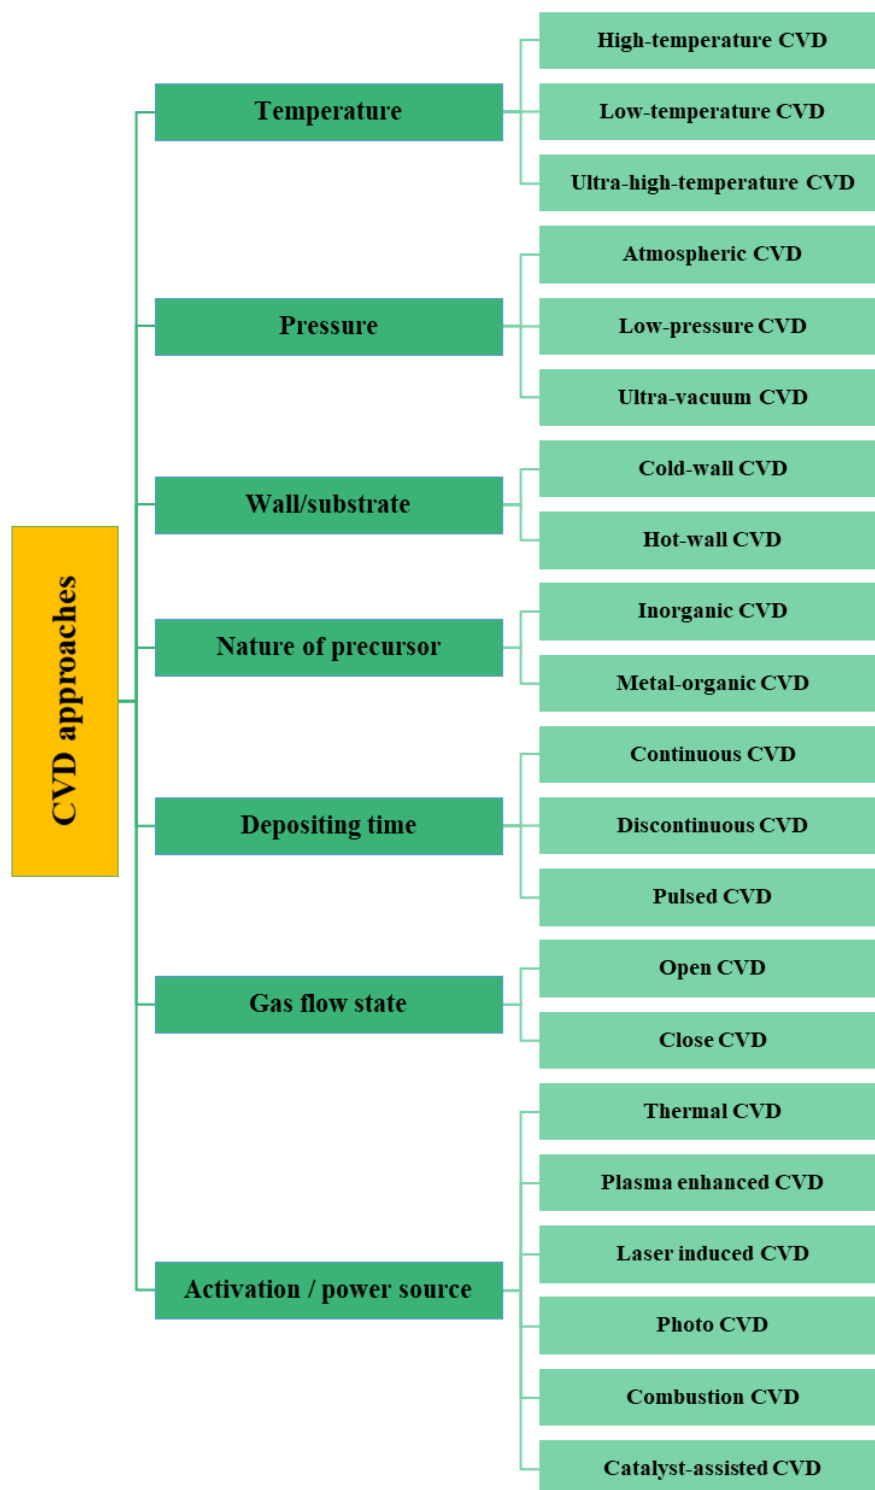 CVD approaches
Temperature
High-temperature CVD
Low-temperature CVD
Ultra-high-temperature CVD
Pressure
Atmospheric CVD
Low-pressure CVD
Ultra-vacuum CVD
Wall/substrate
Cold-wall CVD
Hot-wall CVD
Nature of precursor
Inorganic CVD
Metal-organic CVD
Depositing time
Continuous CVD
Discontinuous CVD
Pulsed CVD
Gas flow state
Open CVD
Close CVD
Activation / power source
Thermal CVD
Plasma enhanced CVD
Laser induced CVD
Photo CVD
Combustion CVD
Catalyst-assisted CVD